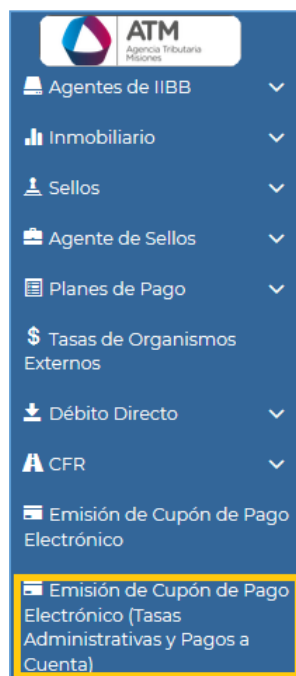 ATM
Agencia Tributaria
Misiones
Agentes de IIBB
Inmobiliario
Sellos
Agente de Sellos
Planes de Pago
Tasas de Organismos
Externos
Débito Directo
CFR
Emisión de Cupón de Pago
Electrónico
Emisión de Cupón de Pago
Electrónico (Tasas
Administrativas y Pagos a
Cuenta)